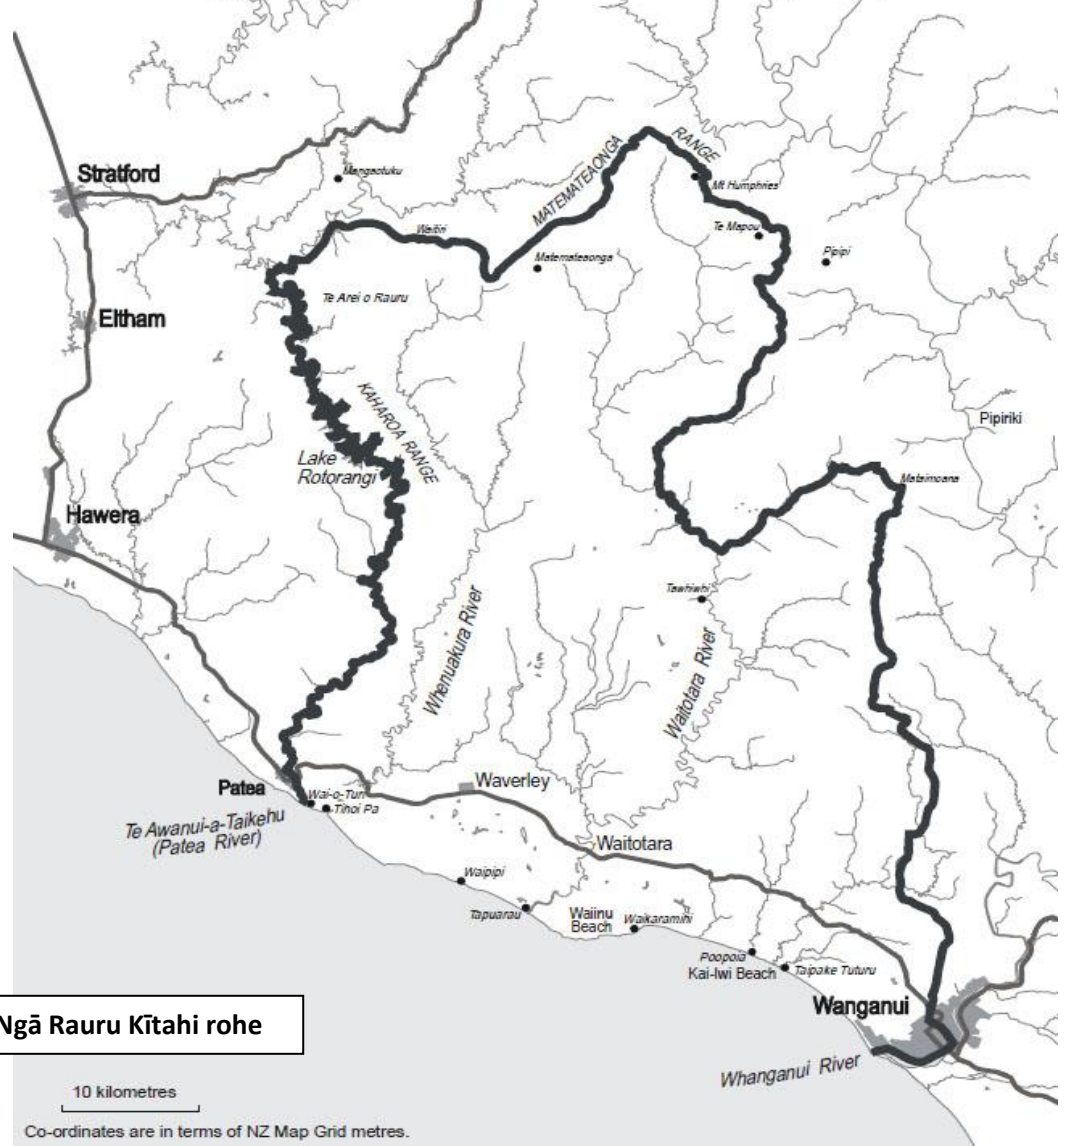 MATEMATEAONGA
RANGE
Stratford
Mangaotuku
Mt Humphries
Te Mapou
Waitiri
Matemateaonga
Pipipi
Te Arei o Rauru
Eltham
KAHAROA RANGE
Pipiriki
Lake
Rotorangi
Mataimoana
Hawera
Tawhiwhi
Whenuakura River
Waitotara River
Patea
Waverley
Wai-o-Turi
Tihoi Pa
Te Awanui-a-Taikehu
(Patea River)
Waitotara
Waipipi
Tapuarau
Waiinu
Beach
Waikaramihi
Poopoia
Kai-Iwi Beach
Taipake Tuturu
Wanganui
Ngā Rauru Kītahi rohe
Whanganui River
10 kilometres
Co-ordinates are in terms of NZ Map Grid metres.